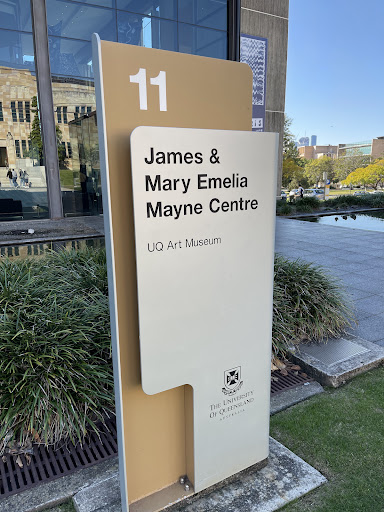 11
James &
Mary Emelia
Mayne Centre
UQ Art Museum
THE UNIVERSITY
OF QUEENSLAND
AUSTRALIA